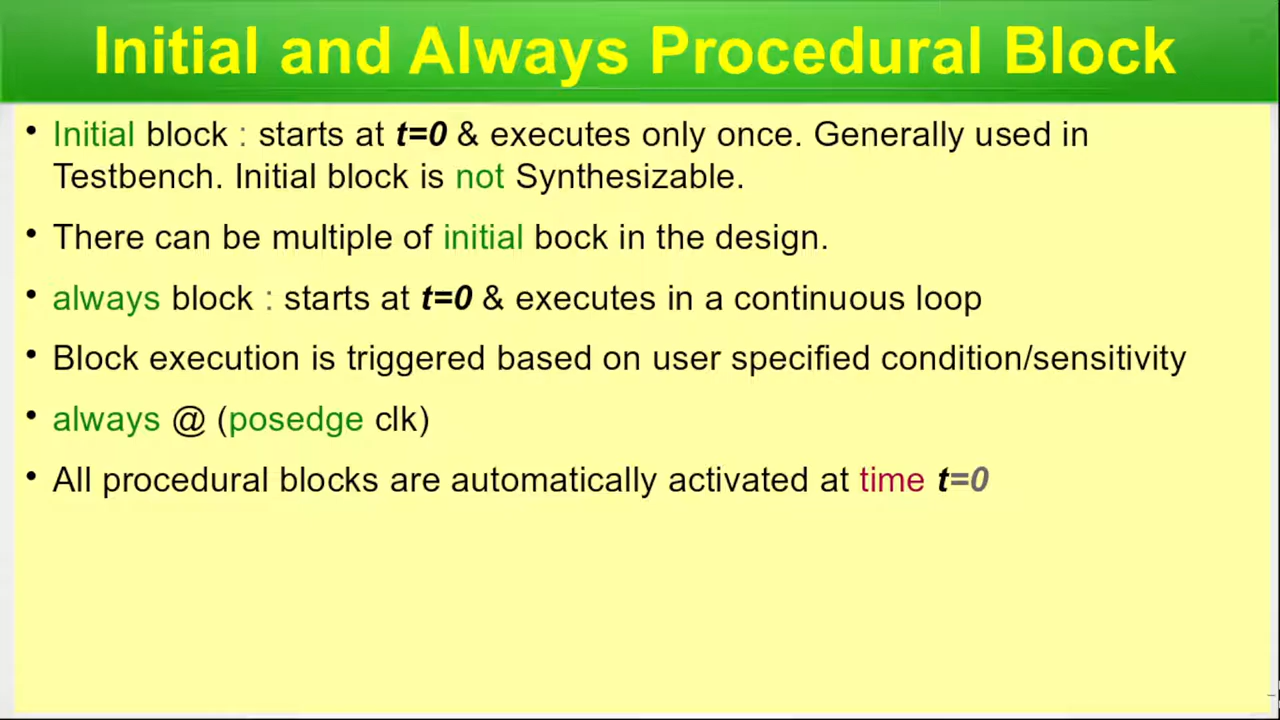 Initial and Always Procedural Block
• Initial block : starts at t=0 & executes only once. Generally used in
Testbench. Initial block is not Synthesizable.
• There can be multiple of initial bock in the design.
• always block : starts at t=0 & executes in a continuous loop
• Block execution is triggered based on user specified condition/sensitivity
• always @ (posedge clk)
• All procedural blocks are automatically activated at time t=0